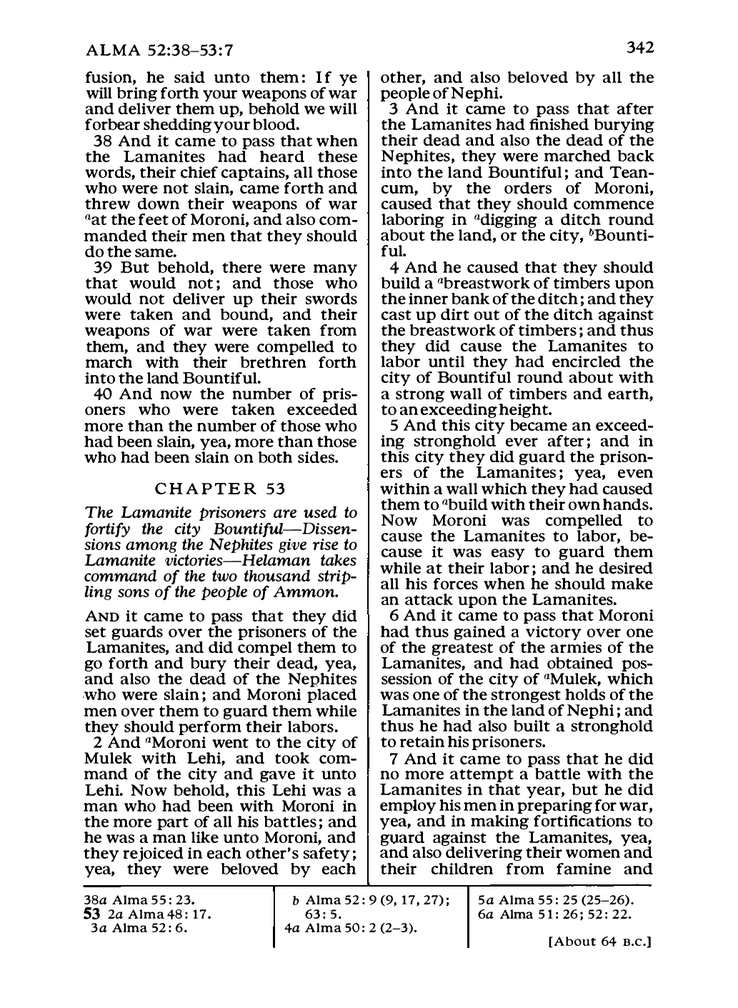 ALMA 52:38–53:7
342
fusion, he said unto them: If ye
will bring forth your weapons of war
and deliver them up, behold we will
forbear shedding your blood.
38 And it came to pass that when
the Lamanites had heard these
words, their chief captains, all those
who were not slain, came forth and
threw down their weapons of war
aat the feet of Moroni, and also com-
manded their men that they should
do the same.
39 But behold, there were many
that would not; and those who
would not deliver up their swords
were taken and bound, and their
weapons of war were taken from
them, and they were compelled to
march with their brethren forth
into the land Bountiful.
40 And now the number of pris-
oners who were taken exceeded
more than the number of those who
had been slain, yea, more than those
who had been slain on both sides.
CHAPTER 53
The Lamanite prisoners are used to
fortify the city Bountiful—Dissen-
sions among the Nephites give rise to
Lamanite victories—Helaman takes
command of the two thousand strip-
ling sons of the people of Ammon.
AND it came to pass that they did
set guards over the prisoners of the
Lamanites, and did compel them to
go forth and bury their dead, yea,
and also the dead of the Nephites
who were slain; and Moroni placed
men over them to guard them while
they should perform their labors.
2 And aMoroni went to the city of
Mulek with Lehi, and took com-
mand of the city and gave it unto
Lehi. Now behold, this Lehi was a
man who had been with Moroni in
the more part of all his battles; and
he was a man like unto Moroni, and
they rejoiced in each other's safety;
yea, they were beloved by each
other, and also beloved by all the
people of Nephi.
3 And it came to pass that after
the Lamanites had finished burying
their dead and also the dead of the
Nephites, they were marched back
into the land Bountiful; and Tean-
cum, by the orders of Moroni,
caused that they should commence
laboring in adigging a ditch round
about the land, or the city, bBounti-
ful.
4 And he caused that they should
build a abreastwork of timbers upon
the inner bank of the ditch; and they
cast up dirt out of the ditch against
the breastwork of timbers; and thus
they did cause the Lamanites to
labor until they had encircled the
city of Bountiful round about with
a strong wall of timbers and earth,
to an exceeding height.
5 And this city became an exceed-
ing stronghold ever after; and in
this city they did guard the prison-
ers of the Lamanites; yea, even
within a wall which they had caused
them to abuild with their own hands.
Now Moroni was compelled to
cause the Lamanites to labor, be-
cause it was easy to guard them
while at their labor; and he desired
all his forces when he should make
an attack upon the Lamanites.
6 And it came to pass that Moroni
had thus gained a victory over one
of the greatest of the armies of the
Lamanites, and had obtained pos-
session of the city of aMulek, which
was one of the strongest holds of the
Lamanites in the land of Nephi; and
thus he had also built a stronghold
to retain his prisoners.
7 And it came to pass that he did
no more attempt a battle with the
Lamanites in that year, but he did
employ his men in preparing for war,
yea, and in making fortifications to
guard against the Lamanites, yea,
and also delivering their women and
their children from famine and
38a Alma 55:23.
53 2a Alma 48:17.
3a Alma 52:6.
b Alma 52:9 (9, 17, 27);
63:5.
4a Alma 50:2 (2–3).
5a Alma 55:25 (25–26).
6a Alma 51:26; 52:22.
[About 64 B.C.]